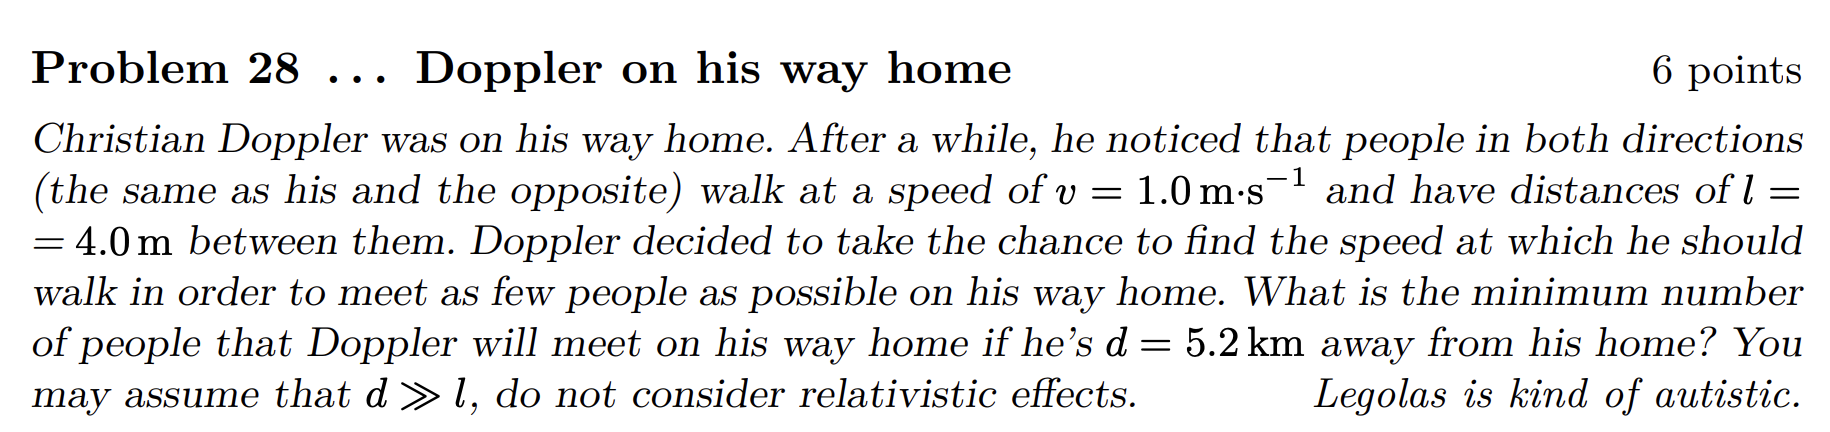 Problem 28 ... Doppler on his way home 6 points
Christian Doppler was on his way home. After a while, he noticed that people in both directions
(the same as his and the opposite) walk at a speed of v = 1.0 m·s⁻¹ and have distances of l =
= 4.0 m between them. Doppler decided to take the chance to find the speed at which he should
walk in order to meet as few people as possible on his way home. What is the minimum number
of people that Doppler will meet on his way home if he’s d = 5.2 km away from his home? You
may assume that d ≫ l, do not consider relativistic effects. Legolas is kind of autistic.